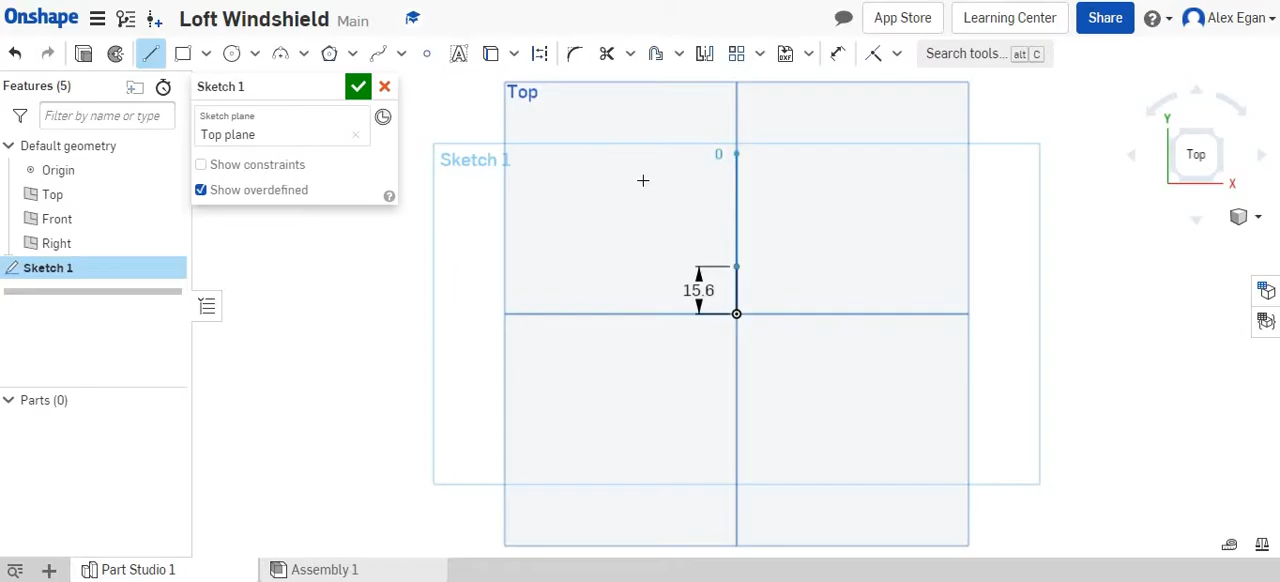 Onshape
Loft Windshield Main
App Store
Learning Center
Share
Alex Egan
Search tools... alt C
Features (5)
Filter by name or type
Default geometry
Origin
Top
Front
Right
Sketch 1
Parts (0)
Sketch 1
Sketch plane
Top plane
Show constraints
Show overdefined
Top
Sketch 1
0
15.6
Y
Top
X
Part Studio 1
Assembly 1